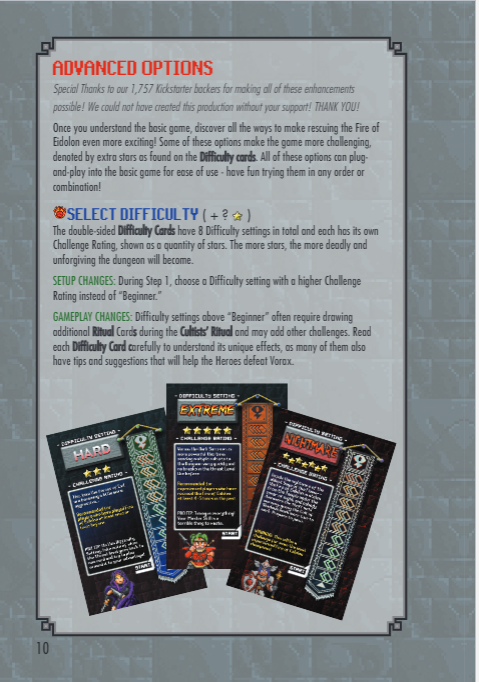 ADVANCED OPTIONS
Special Thanks to our 1,757 Kickstarter backers for making all of these enhancements
possible! We could not have created this production without your support! THANK YOU!!
Once you understand the basic game, discover all the ways to make rescuing the Fire of
Eidolon even more exciting! Some of these options make the game more challenging,
denoted by extra stars as found on the Difficulty cards. All of these options can plug-
and-play into the basic game for ease of use - have fun trying them in any order or
combination!
SELECT DIFFICULTY ( + ? )
The double-sided Difficulty Cards have 8 Difficulty settings in total and each has its own
Challenge Rating, shown as a quantity of stars. The more stars, the more deadly and
unforgiving the dungeon will become.
SETUP CHANGES: During Step 1, choose a Difficulty setting with a higher Challenge
Rating instead of "Beginner."
GAMEPLAY CHANGES: Difficulty settings above "Beginner" often require drawing
additional Ritual Cards during the Cultists' Ritual and may add other challenges. Read
each Difficulty Card carefully to understand its unique effects, as many of them also
have tips and suggestions that will help the Heroes defeat Vorax.
- DIFFICULTY SETTING -
HARD
- CHALLENGE RATING -
START
- DIFFICULTY SETTING -
EXTREME
- CHALLENGE RATING -
START
- DIFFICULTY SETTING -
NIGHTMARE
- CHALLENGE RATING -
START
10